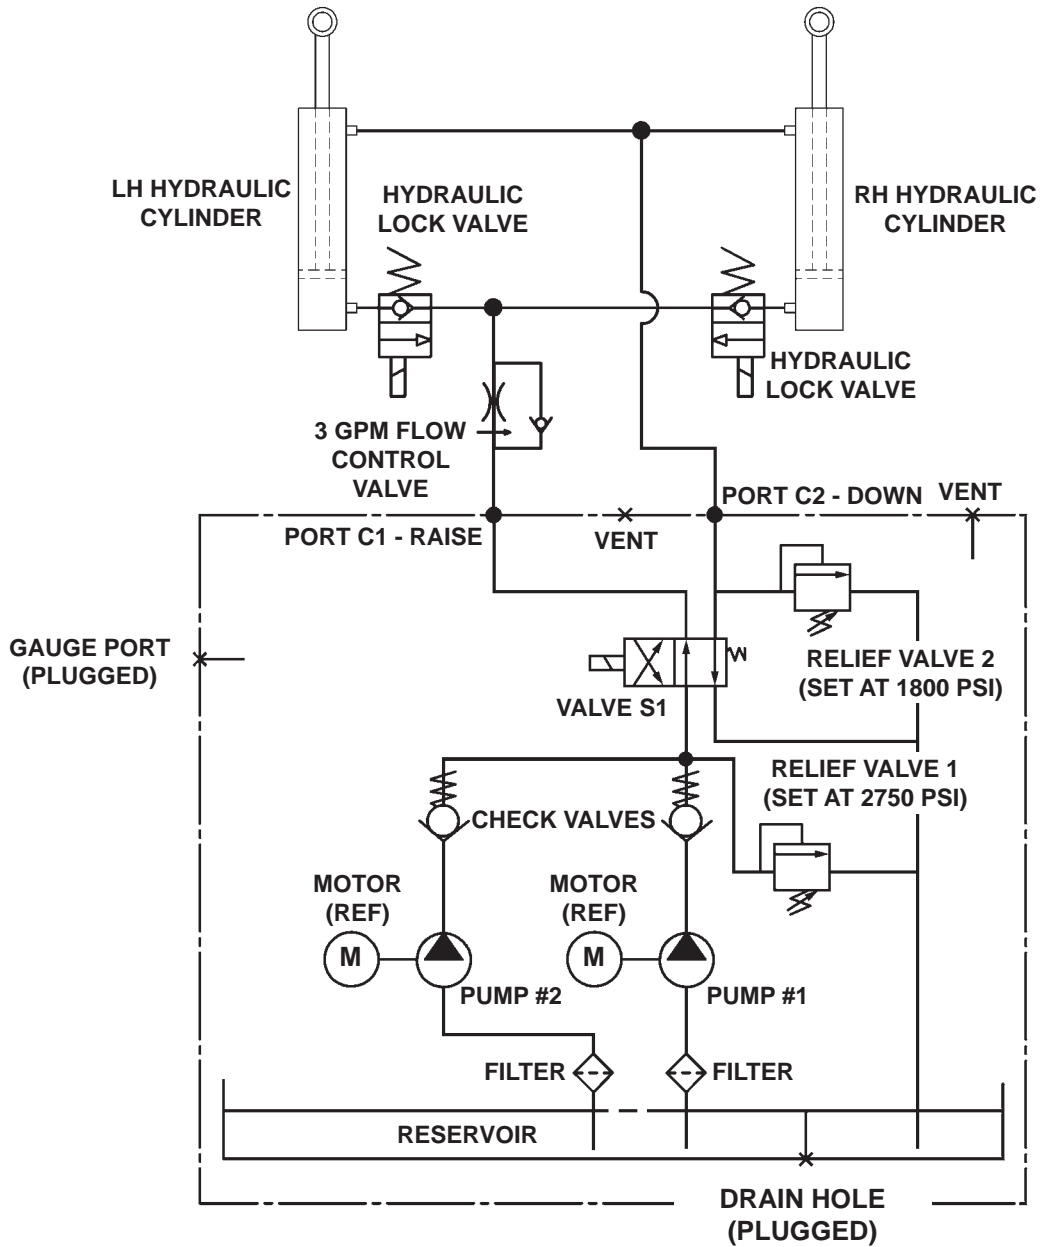 LH HYDRAULIC
CYLINDER
HYDRAULIC
LOCK VALVE
RH HYDRAULIC
CYLINDER
HYDRAULIC
LOCK VALVE
3 GPM FLOW
CONTROL
VALVE
PORT C1 - RAISE
VENT
PORT C2 - DOWN
VENT
GAUGE PORT
(PLUGGED)
VALVE S1
RELIEF VALVE 2
(SET AT 1800 PSI)
RELIEF VALVE 1
(SET AT 2750 PSI)
CHECK VALVES
MOTOR
(REF)
M
PUMP #2
MOTOR
(REF)
M
PUMP #1
FILTER
FILTER
RESERVOIR
DRAIN HOLE
(PLUGGED)